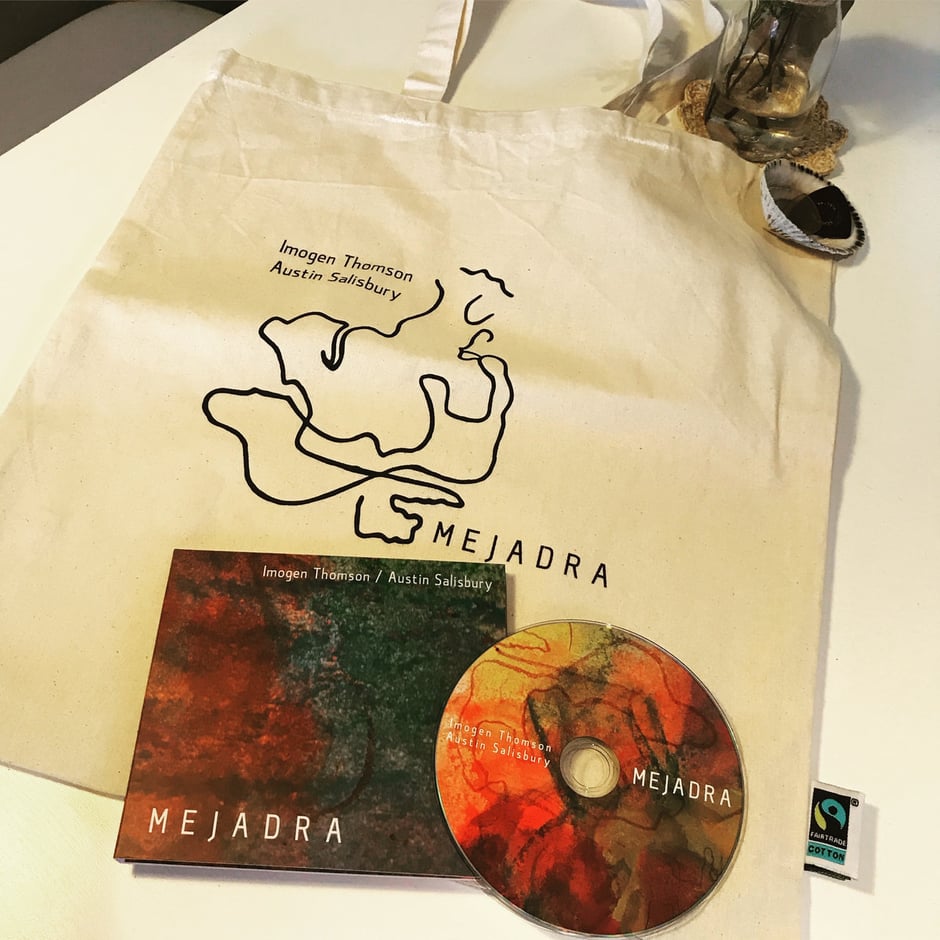 Imogen Thomson
Austin Salisbury
MEJADRA
Imogen Thomson / Austin Salisbury
MEJADRA
Imogen Thomson
Austin Salisbury
MEJADRA
®
FAIRTRADE
COTTON